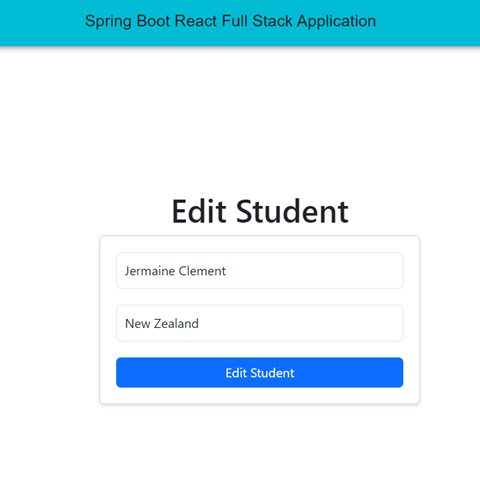 Spring Boot React Full Stack Application
Edit Student
Jermaine Clement
New Zealand
Edit Student